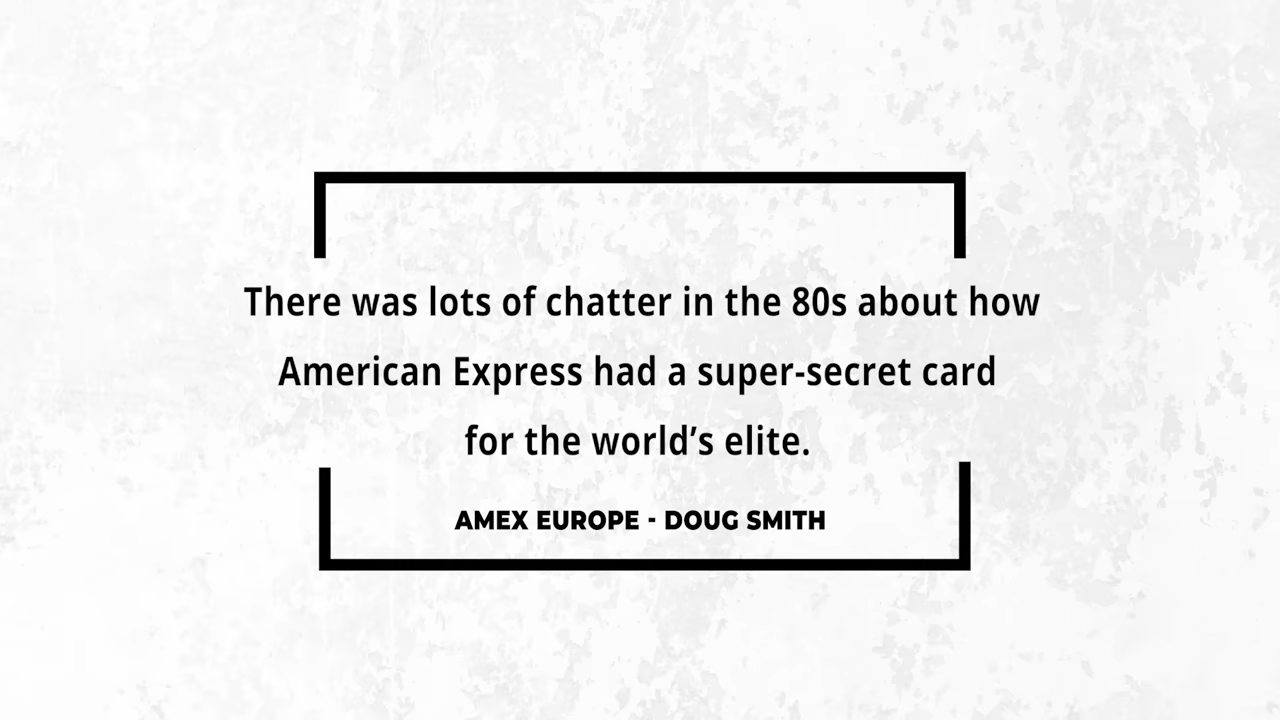 There was lots of chatter in the 80s about how
American Express had a super-secret card
for the world’s elite.
AMEX EUROPE - DOUG SMITH